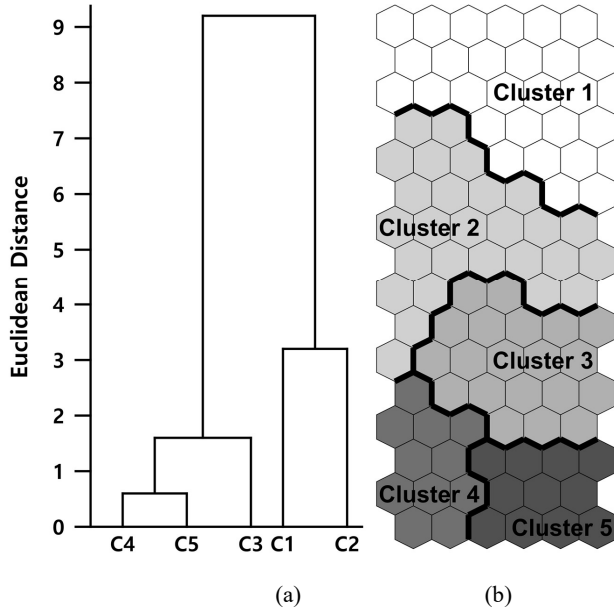 Euclidean Distance
9
8
7
6
5
4
3
2
1
0
C4 C5 C3 C1 C2
Cluster 1
Cluster 2
Cluster 3
Cluster 4
Cluster 5
(a) (b)